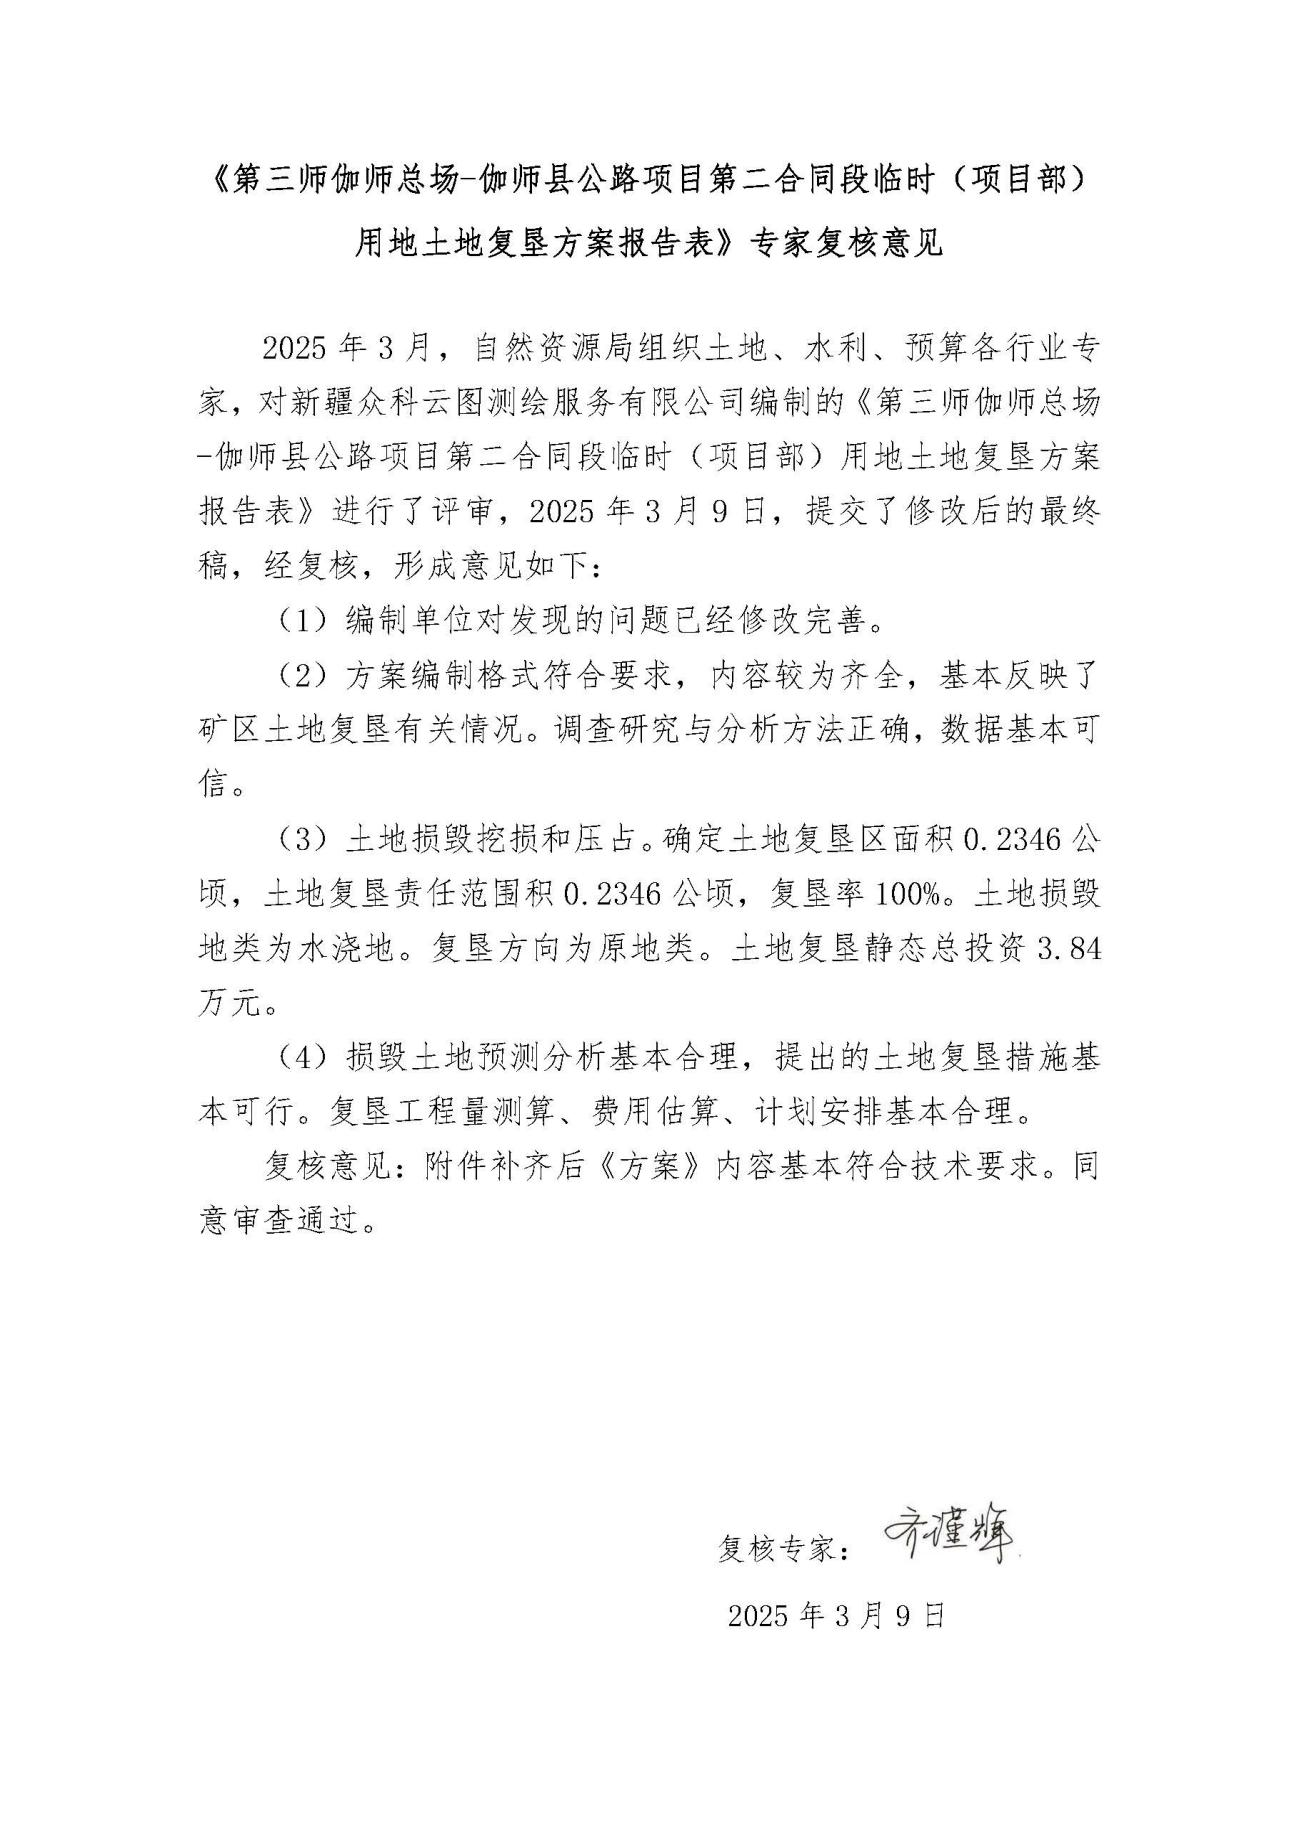 《第三师伽师总场-伽师县公路项目第二合同段临时（项目部）
用地土地复垦方案报告表》专家复核意见
2025 年 3 月，自然资源局组织土地、水利、预算各行业专
家，对新疆众科云图测绘服务有限公司编制的《第三师伽师总场
-伽师县公路项目第二合同段临时（项目部）用地土地复垦方案
报告表》进行了评审，2025 年 3 月 9 日，提交了修改后的最终
稿，经复核，形成意见如下：
（1）编制单位对发现的问题已经修改完善。
（2）方案编制格式符合要求，内容较为齐全，基本反映了
矿区土地复垦有关情况。调查研究与分析方法正确，数据基本可
信。
（3）土地损毁挖损和压占。确定土地复垦区面积 0.2346 公
顷，土地复垦责任范围积 0.2346 公顷，复垦率 100%。土地损毁
地类为水浇地。复垦方向为原地类。土地复垦静态总投资 3.84
万元。
（4）损毁土地预测分析基本合理，提出的土地复垦措施基
本可行。复垦工程量测算、费用估算、计划安排基本合理。
复核意见：附件补齐后《方案》内容基本符合技术要求。同
意审查通过。
复核专家： 齐谨辉
2025 年 3 月 9 日